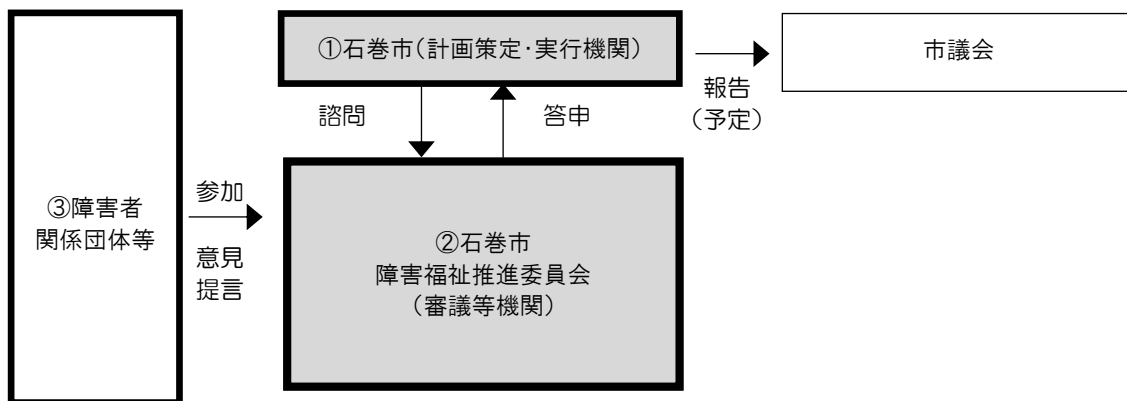 ①石巻市(計画策定・実行機関)
市議会
報告
(予定)
諮問
答申
③障害者
関係団体等
参加
意見
提言
②石巻市
障害福祉推進委員会
(審議等機関)